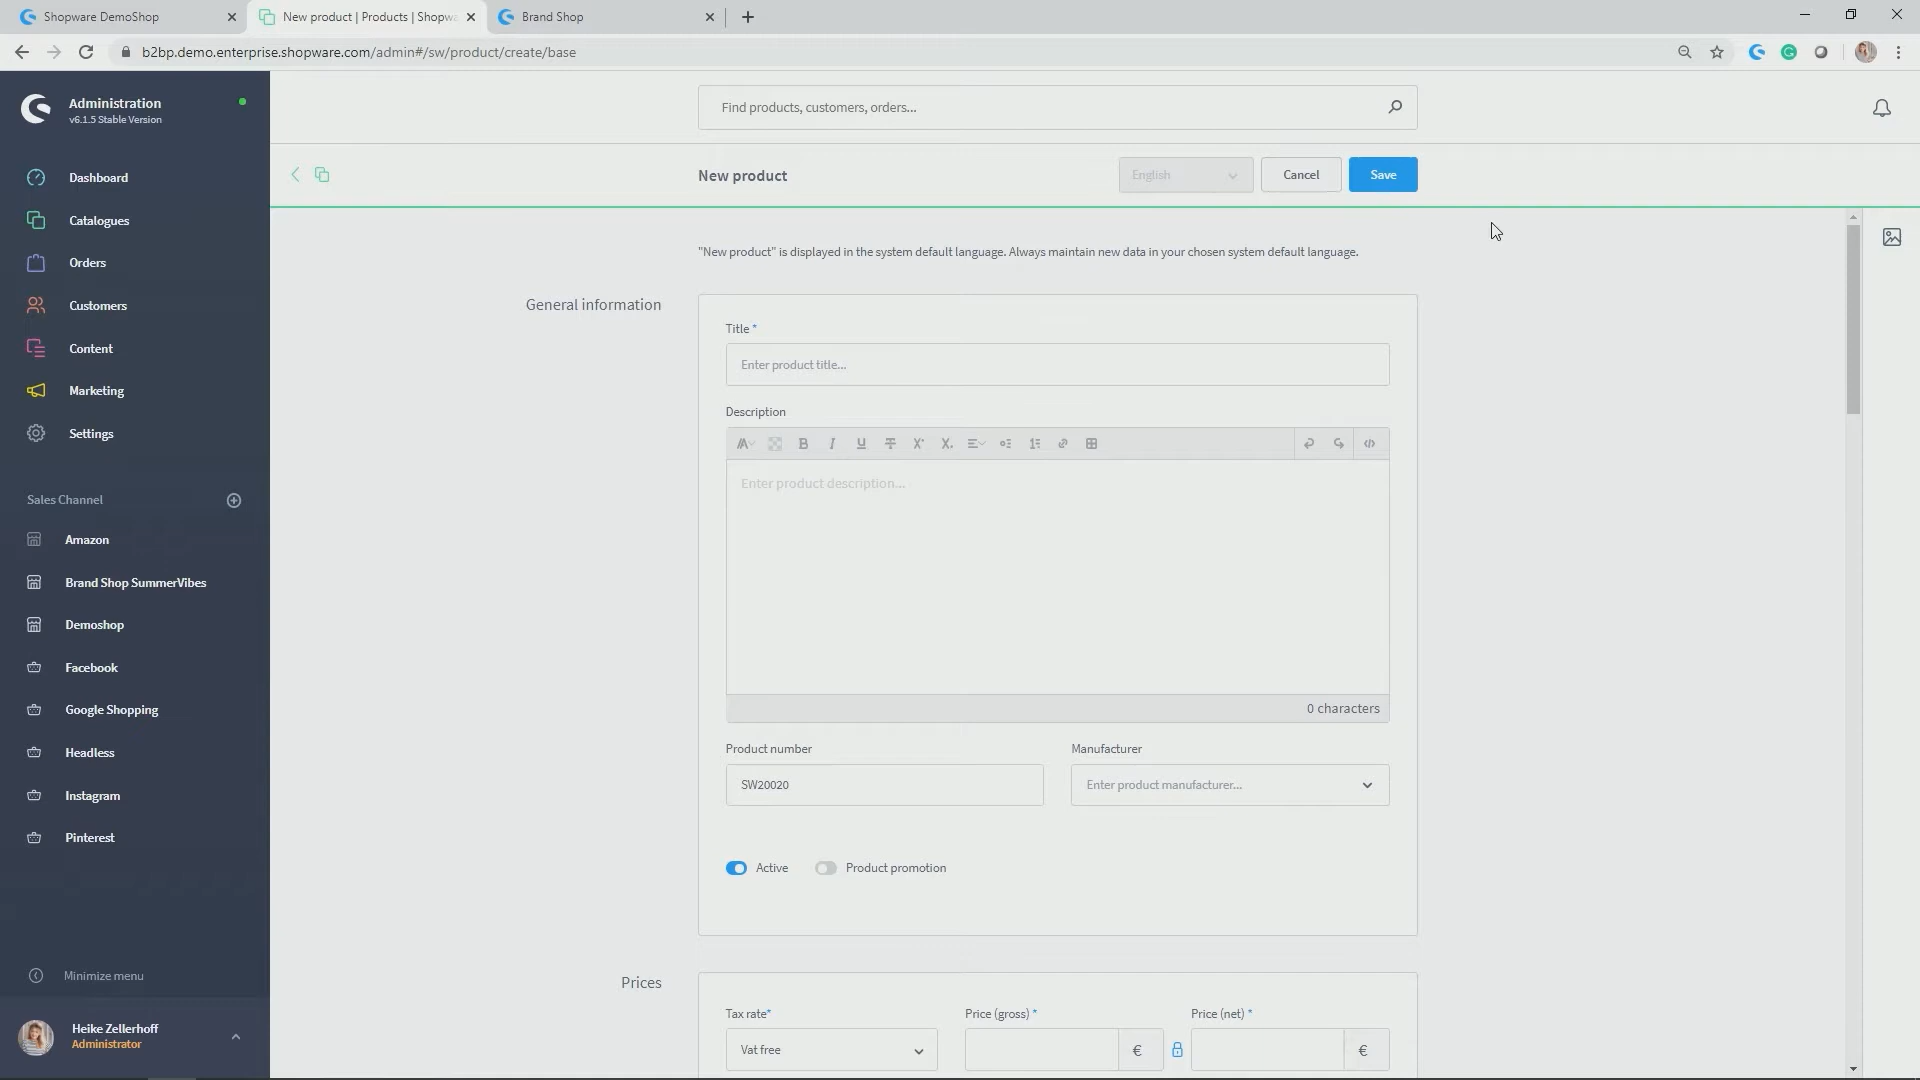 Shopware DemoShop
New product | Products | Shopwa
Brand Shop
b2bp.demo.enterprise.shopware.com/admin#/sw/product/create/base
Administration
v6.1.5 Stable Version
Find products, customers, orders...
New product
English
Cancel
Save
Dashboard
Catalogues
Orders
Customers
Content
Marketing
Settings
Sales Channel
Amazon
Brand Shop SummerVibes
Demoshop
Facebook
Google Shopping
Headless
Instagram
Pinterest
Minimize menu
Heike Zellerhoff
Administrator
"New product" is displayed in the system default language. Always maintain new data in your chosen system default language.
General information
Title *
Enter product title...
Description
Enter product description...
0 characters
Product number
Manufacturer
SW20020
Enter product manufacturer...
Active
Product promotion
Prices
Tax rate*
Price (gross) *
Price (net) *
Vat free
€
€